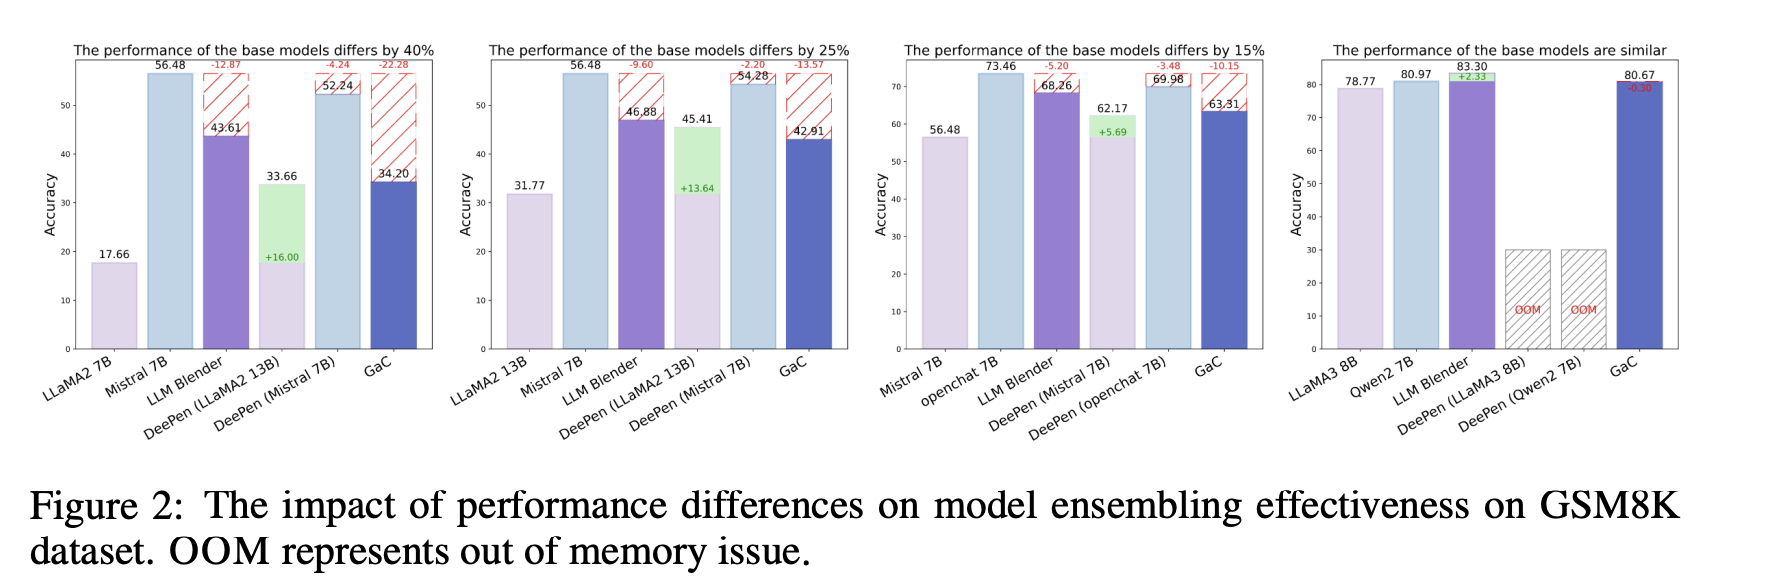 The performance of the base models differs by 40%
Accuracy
0
10
20
30
40
50
17.66
56.48
-12.87
43.61
33.66
+16.00
-4.24
52.24
-22.28
34.20
LLaMA2 7B
Mistral 7B
LLM Blender
DeePen (LLaMA2 13B)
DeePen (Mistral 7B)
GaC
The performance of the base models differs by 25%
Accuracy
0
10
20
30
40
50
31.77
56.48
-9.60
46.88
45.41
+13.64
-2.20
54.28
-13.57
42.91
LLaMA2 13B
Mistral 7B
LLM Blender
DeePen (LLaMA2 13B)
DeePen (Mistral 7B)
GaC
The performance of the base models differs by 15%
Accuracy
0
10
20
30
40
50
60
70
56.48
73.46
-5.20
68.26
62.17
+5.69
-3.48
69.98
-10.15
63.31
Mistral 7B
openchat 7B
LLM Blender
DeePen (Mistral 7B)
DeePen (openchat 7B)
GaC
The performance of the base models are similar
Accuracy
0
10
20
30
40
50
60
70
80
78.77
80.97
83.30
+2.33
OOM
OOM
80.67
-0.30
LLaMA3 8B
Qwen2 7B
LLM Blender
DeePen (LLaMA3 8B)
DeePen (Qwen2 7B)
GaC
Figure 2: The impact of performance differences on model ensembling effectiveness on GSM8K
dataset. OOM represents out of memory issue.